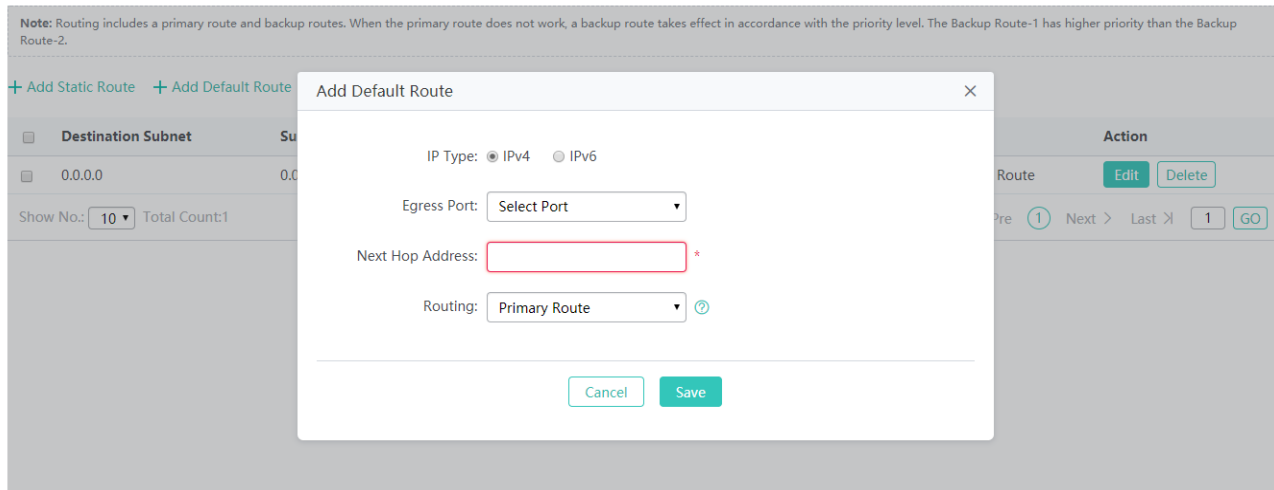 Note: Routing includes a primary route and backup routes. When the primary route does not work, a backup route takes effect in accordance with the priority level. The Backup Route-1 has higher priority than the Backup
Route-2.
+ Add Static Route + Add Default Route
Add Default Route ×
Destination Subnet Su Action
IP Type: IPv4 IPv6
0.0.0.0 0.0 Route Edit Delete
Egress Port: Select Port
Show No.: 10 Total Count:1 Pre 1 Next > Last 1 GO
Next Hop Address: *
Routing: Primary Route ?
Cancel Save